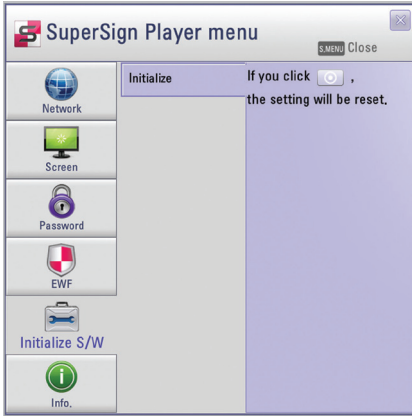 SuperSign Player menu
S.MENU Close
Network
Screen
Password
EWF
Initialize S/W
Info.
Initialize
If you click ,
the setting will be reset.